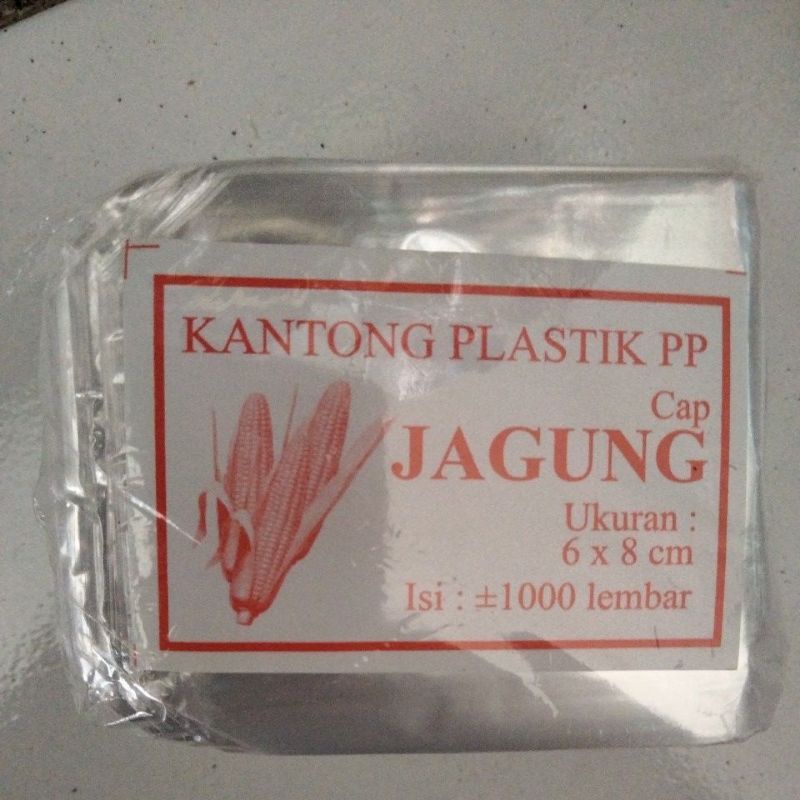 KANTONG PLASTIK PP
Cap
JAGUNG
Ukuran :
6 x 8 cm
Isi : ±1000 lembar